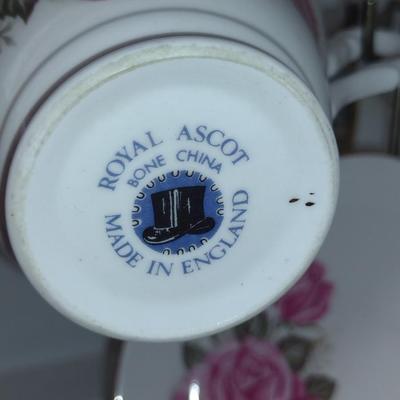 ROYAL ASCOT
BONE CHINA
MADE IN ENGLAND